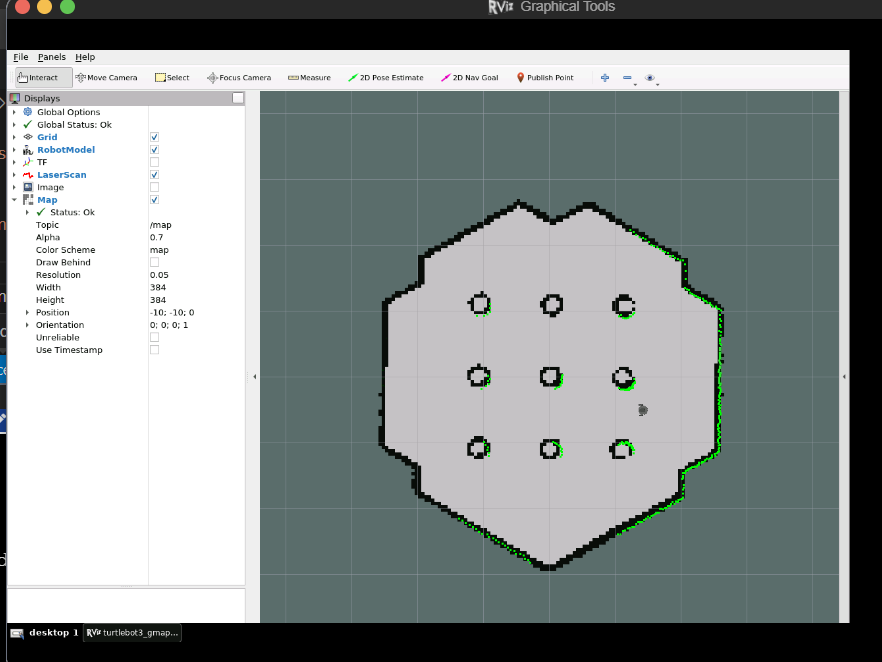 RViz Graphical Tools
File Panels Help
Interact Move Camera Select Focus Camera Measure 2D Pose Estimate 2D Nav Goal Publish Point
Displays
Global Options
Global Status: Ok
Grid
RobotModel
TF
LaserScan
Image
Map
Status: Ok
Topic /map
Alpha 0.7
Color Scheme map
Draw Behind
Resolution 0.05
Width 384
Height 384
Position -10; -10; 0
Orientation 0; 0; 0; 1
Unreliable
Use Timestamp
desktop 1 RViz turtlebot3_gmap...